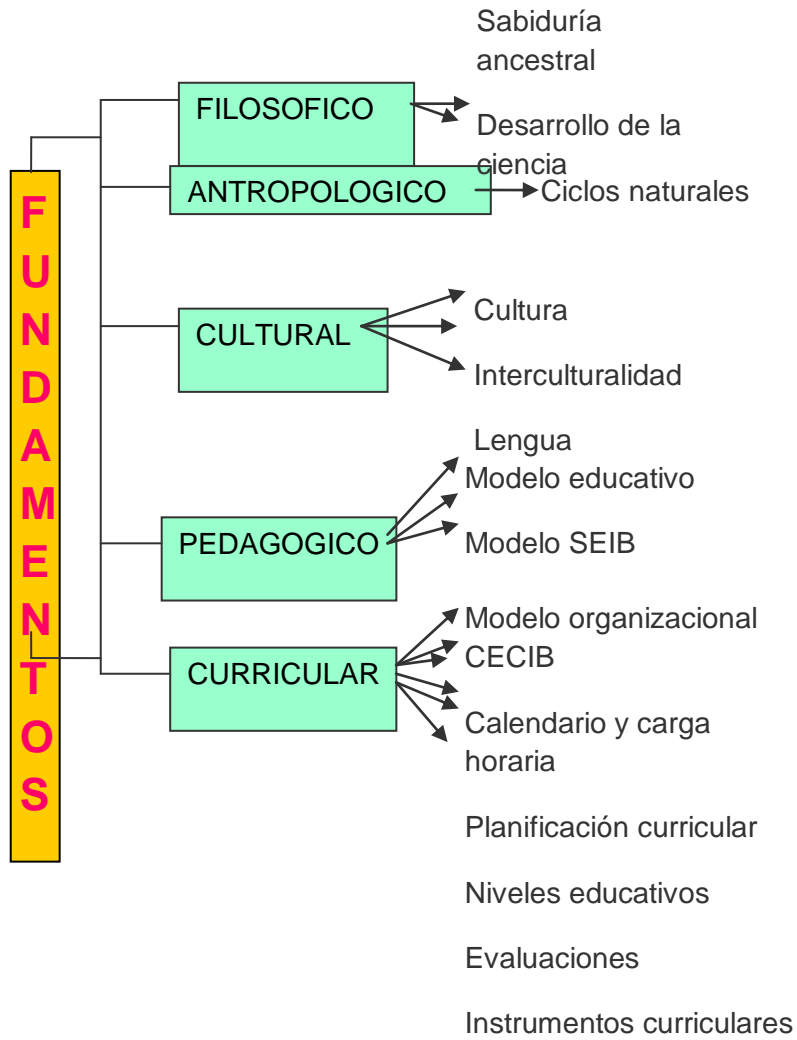 FUNDAMENTOS
FILOSOFICO
Sabiduría
ancestral
Desarrollo de la
ciencia
ANTROPOLOGICO
Ciclos naturales
CULTURAL
Cultura
Interculturalidad
Lengua
PEDAGOGICO
Modelo educativo
Modelo SEIB
Modelo organizacional
CURRICULAR
CECIB
Calendario y carga
horaria
Planificación curricular
Niveles educativos
Evaluaciones
Instrumentos curriculares